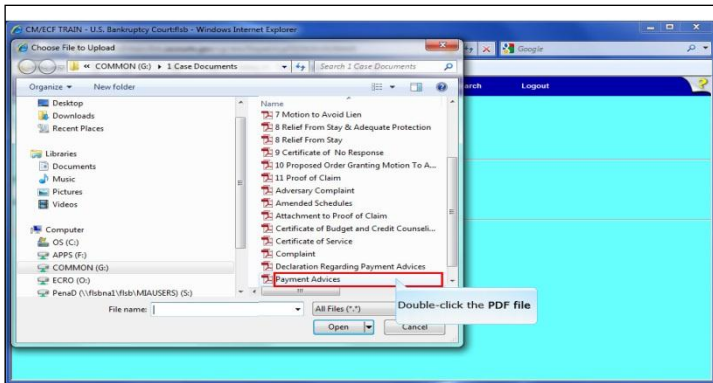 CM/ECF TRAIN - U.S. Bankruptcy Court:flsb - Windows Internet Explorer
Choose File to Upload
Google
« COMMON (G:) ▸ 1 Case Documents
Search 1 Case Documents
Organize
New folder
arch
Logout
Desktop
Downloads
Recent Places
Libraries
Documents
Music
Pictures
Videos
Computer
OS (C:)
APPS (F:)
COMMON (G:)
ECRO (O:)
PenaD (\\flsbna1\flsb\MIAUSERS) (S:)
Name
7 Motion to Avoid Lien
8 Relief From Stay & Adequate Protection
8 Relief From Stay
9 Certificate of No Response
10 Proposed Order Granting Motion To A...
11 Proof of Claim
Adversary Complaint
Amended Schedules
Attachment to Proof of Claim
Certificate of Budget and Credit Counseli...
Certificate of Service
Complaint
Declaration Regarding Payment Advices
Payment Advices
Double-click the PDF file
File name:
All Files (*.*)
Open
Cancel